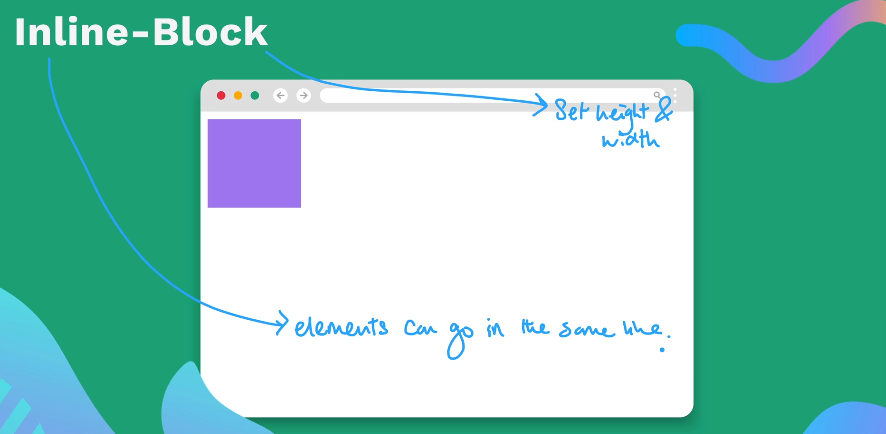 Inline-Block
Set height &
width
elements can go in the same line.